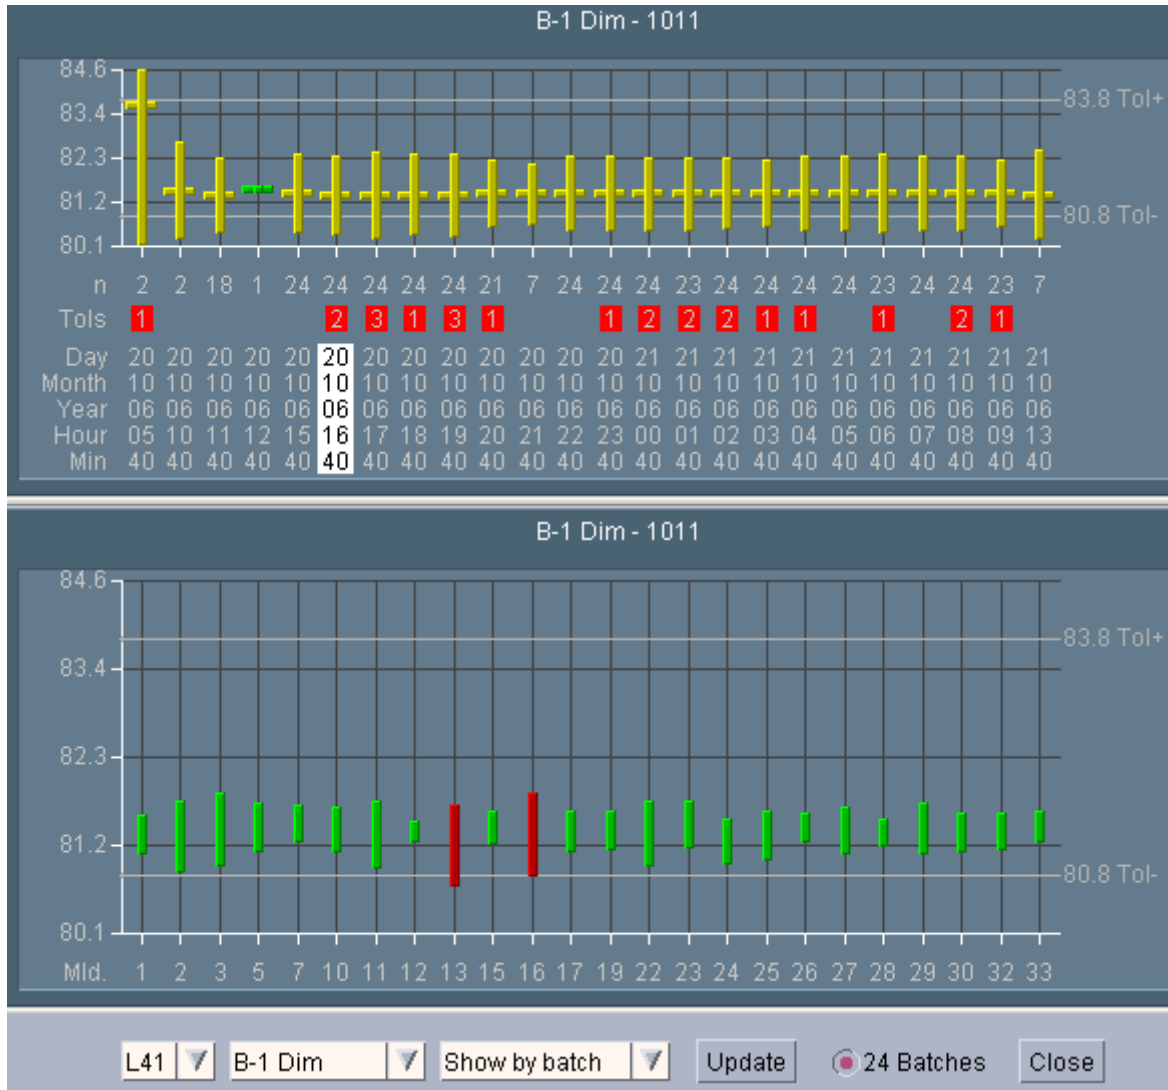 B-1 Dim - 1011
84.6
83.8 Tol+
83.4
82.3
81.2
80.8 Tol-
80.1
n 2 2 18 1 24 24 24 24 24 21 7 24 24 24 23 24 24 24 24 23 24 24 23 7
Tols 1 2 3 1 3 1 1 2 2 2 1 1 1 2 1
Day 20 20 20 20 20 20 20 20 20 20 20 20 20 21 21 21 21 21 21 21 21 21 21 21
Month 10 10 10 10 10 10 10 10 10 10 10 10 10 10 10 10 10 10 10 10 10 10 10 10
Year 06 06 06 06 06 06 06 06 06 06 06 06 06 06 06 06 06 06 06 06 06 06 06 06
Hour 05 10 11 12 15 16 17 18 19 20 21 22 23 00 01 02 03 04 05 06 07 08 09 13
Min 40 40 40 40 40 40 40 40 40 40 40 40 40 40 40 40 40 40 40 40 40 40 40 40
B-1 Dim - 1011
84.6
83.8 Tol+
83.4
82.3
81.2
80.8 Tol-
80.1
Mld. 1 2 3 5 7 10 11 12 13 15 16 17 19 22 23 24 25 26 27 28 29 30 32 33
L41 B-1 Dim Show by batch Update 24 Batches Close